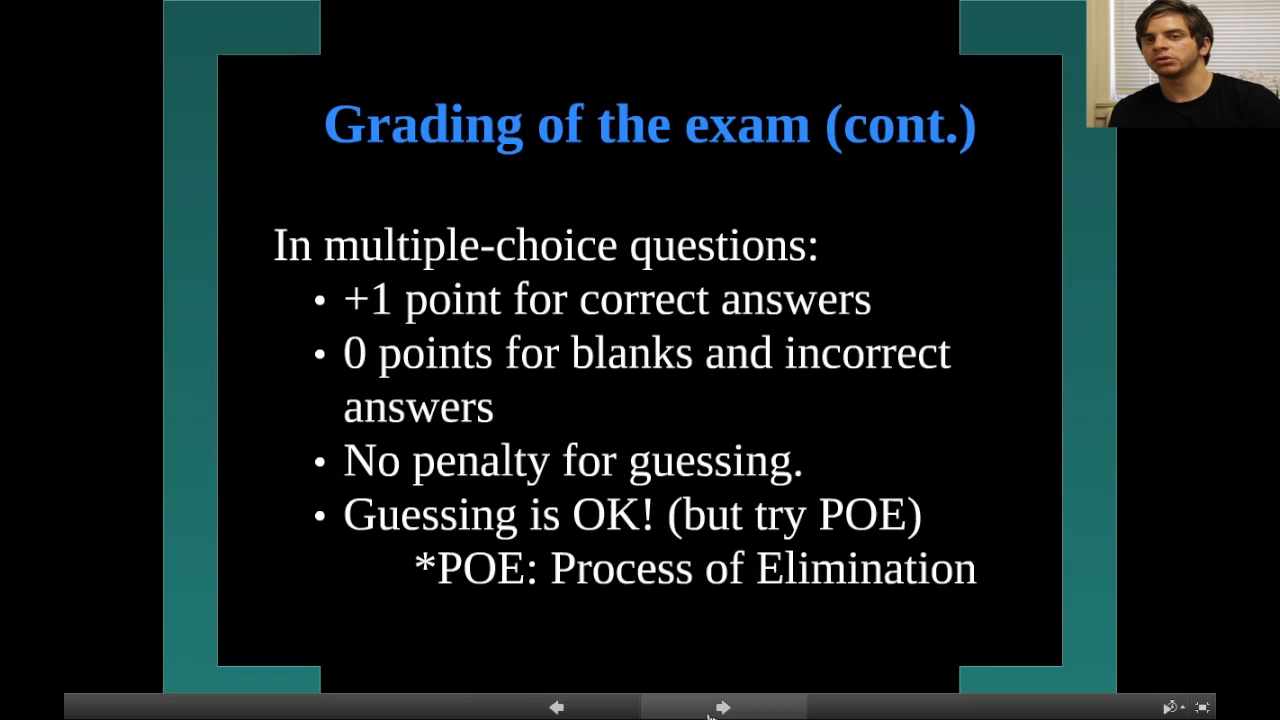 Grading of the exam (cont.)
In multiple-choice questions:
• +1 point for correct answers
• 0 points for blanks and incorrect
answers
• No penalty for guessing.
• Guessing is OK! (but try POE)
*POE: Process of Elimination